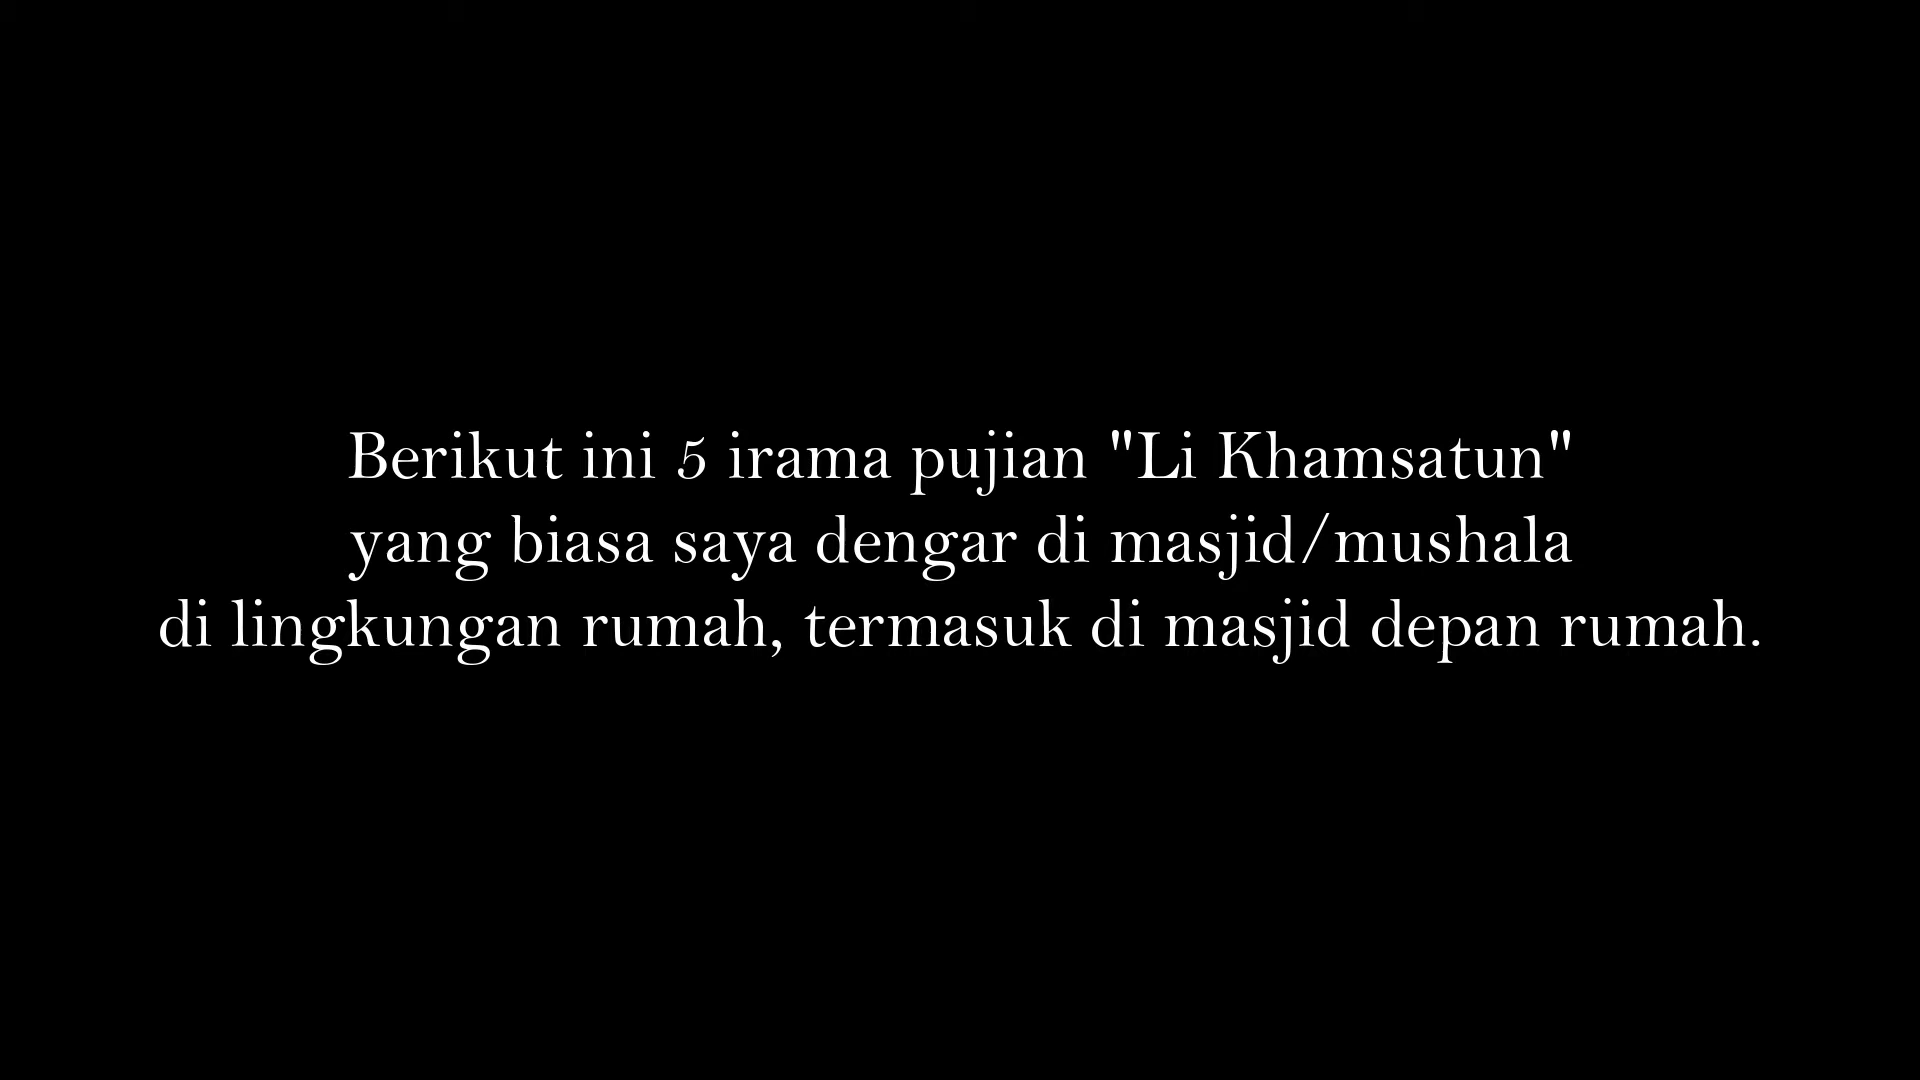 Berikut ini 5 irama pujian "Li Khamsatun"
yang biasa saya dengar di masjid/mushala
di lingkungan rumah, termasuk di masjid depan rumah.